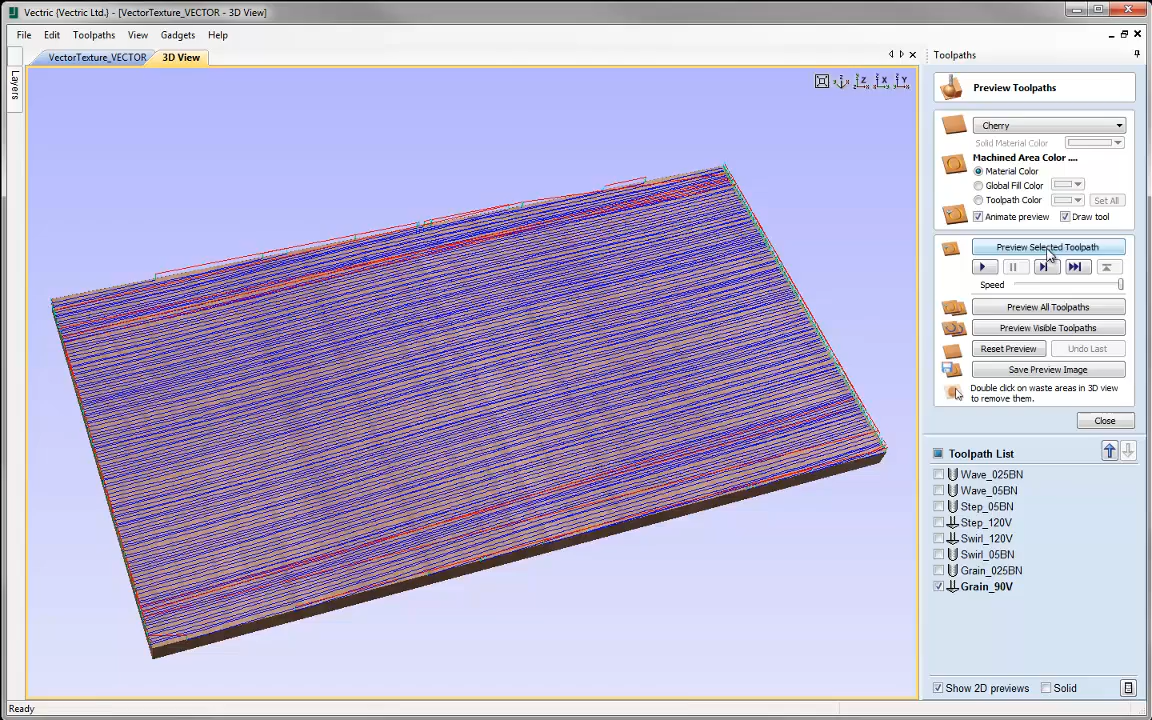 Vectric {Vectric Ltd.} - [VectorTexture_VECTOR - 3D View]
File Edit Toolpaths View Gadgets Help
VectorTexture_VECTOR 3D View
Layers
Z X Y
Toolpaths
Preview Toolpaths
Cherry
Solid Material Color
Machined Area Color ....
Material Color
Global Fill Color
Toolpath Color Set All
Animate preview Draw tool
Preview Selected Toolpath
Speed
Preview All Toolpaths
Preview Visible Toolpaths
Reset Preview Undo Last
Save Preview Image
Double click on waste areas in 3D view
to remove them.
Close
Toolpath List
Wave_025BN
Wave_05BN
Step_05BN
Step_120V
Swirl_120V
Swirl_05BN
Grain_025BN
Grain_90V
Show 2D previews Solid
Ready